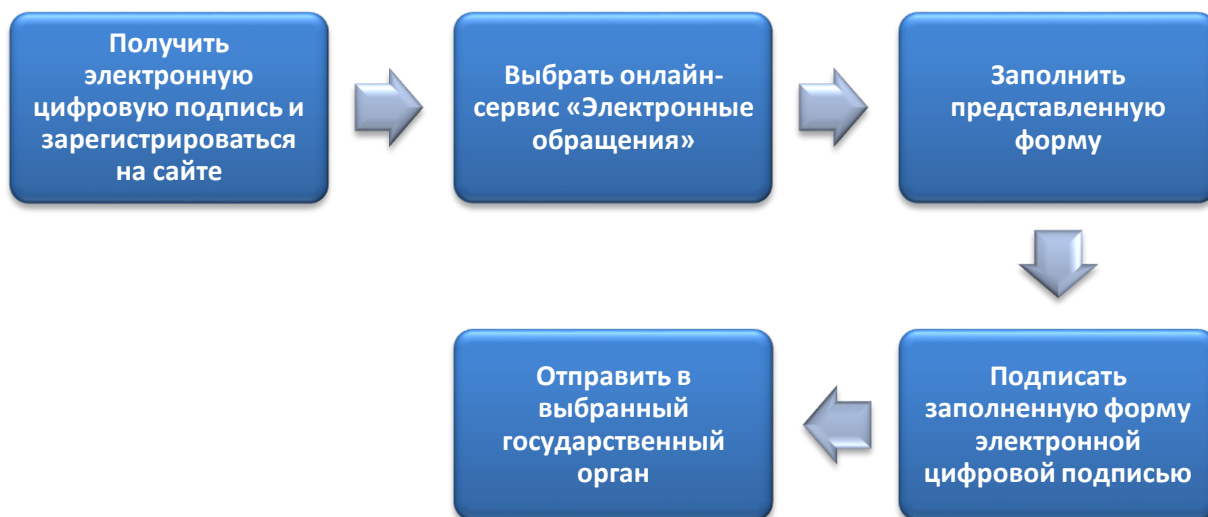 Получить
электронную
цифровую подпись и
зарегистрироваться
на сайте
Выбрать онлайн-
сервис «Электронные
обращения»
Заполнить
представленную
форму
Подписать
заполненную форму
электронной
цифровой подписью
Отправить в
выбранный
государственный
орган